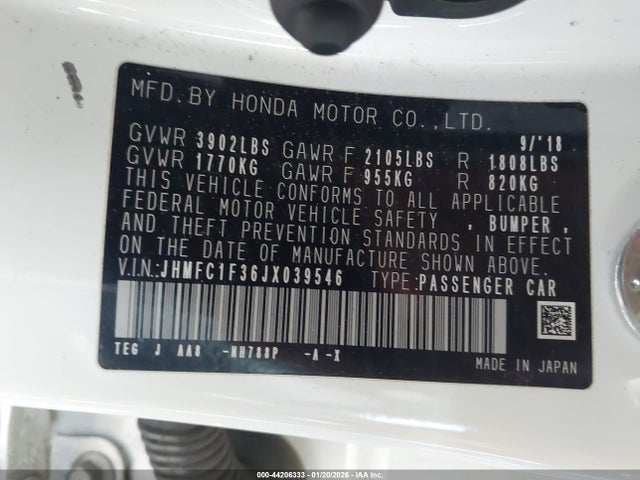 MFD. BY HONDA MOTOR CO., LTD.
9/'18
GVWR 3902LBS GAWR F 2105LBS R 1808LBS
GVWR 1770KG GAWR F 955KG R 820KG
THIS VEHICLE CONFORMS TO ALL APPLICABLE
FEDERAL MOTOR VEHICLE SAFETY , BUMPER ,
AND THEFT PREVENTION STANDARDS IN EFFECT
ON THE DATE OF MANUFACTURE SHOWN ABOVE.
V.I.N.: JHMFC1F36JX039546 TYPE: PASSENGER CAR
TEG J AA8 -NH788P -A -X
MADE IN JAPAN
000-44206333 - 01/20/2026 - IAA Inc.